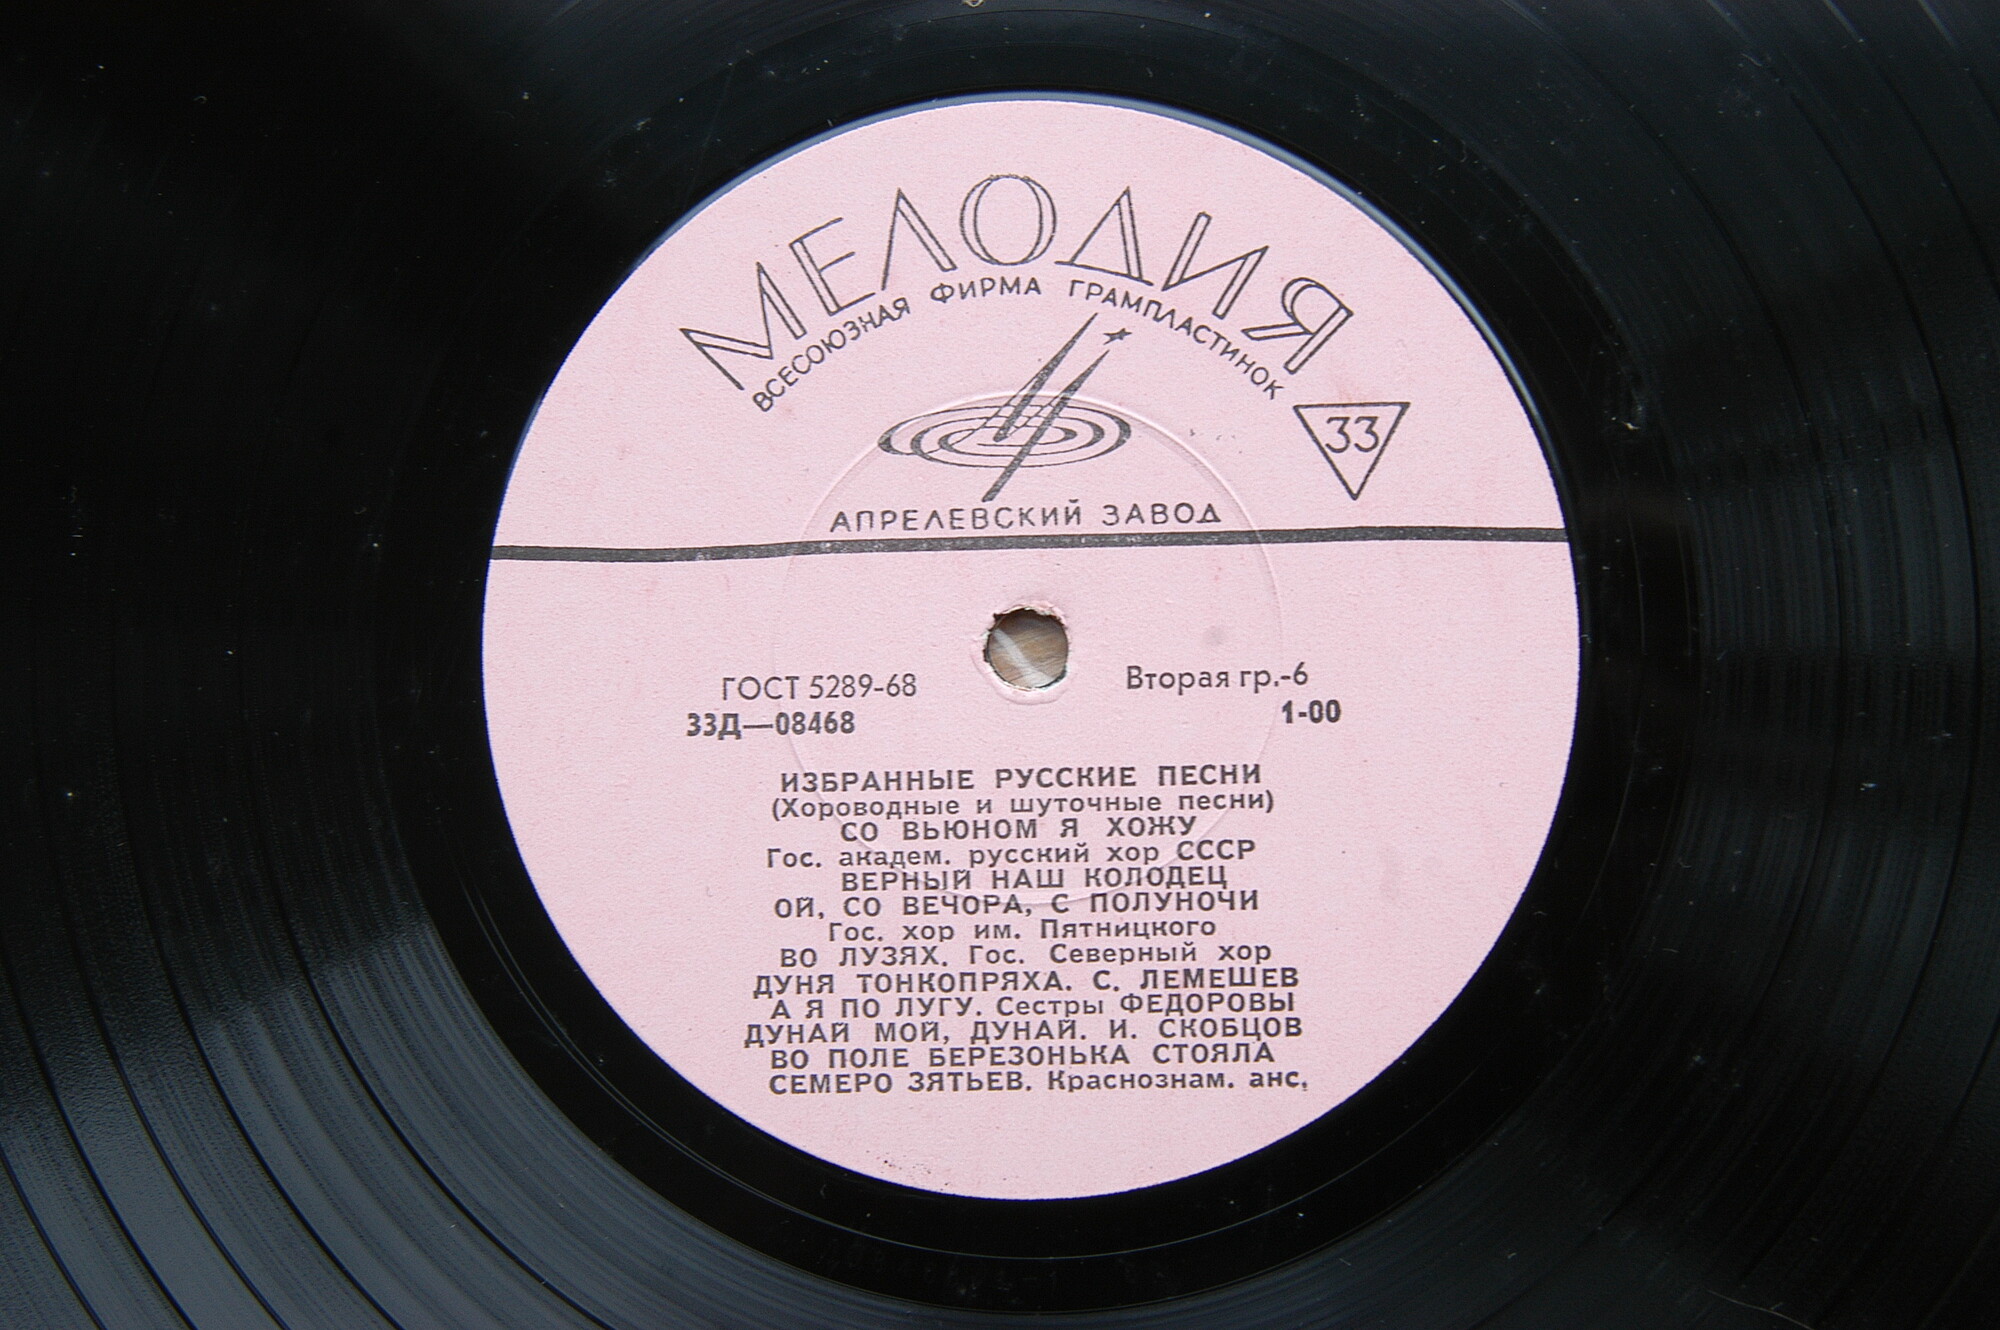 МЕЛОДИЯ
ВСЕСОЮЗНАЯ ФИРМА ГРАМПЛАСТИНОК
33
АПРЕЛЕВСКИЙ ЗАВОД
ГОСТ 5289-68 Вторая гр.-6
33Д—08468 1-00
ИЗБРАННЫЕ РУССКИЕ ПЕСНИ
(Хороводные и шуточные песни)
СО ВЬЮНОМ Я ХОЖУ
Гос. академ. русский хор СССР
ВЕРНЫЙ НАШ КОЛОДЕЦ
ОЙ, СО ВЕЧОРА, С ПОЛУНОЧИ
Гос. хор им. Пятницкого
ВО ЛУЗЯХ. Гос. Северный хор
ДУНЯ ТОНКОПРЯХА. С. ЛЕМЕШЕВ
А Я ПО ЛУГУ. Сестры ФЕДОРОВЫ
ДУНАЙ МОЙ, ДУНАЙ. И. СКОБЦОВ
ВО ПОЛЕ БЕРЕЗОНЬКА СТОЯЛА
СЕМЕРО ЗЯТЬЕВ. Краснознам. анс.